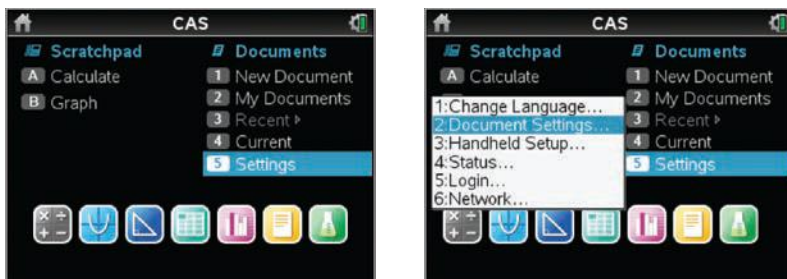 CAS
Scratchpad
A Calculate
B Graph
Documents
1 New Document
2 My Documents
3 Recent ▸
4 Current
5 Settings
CAS
Scratchpad
A Calculate
1:Change Language...
2:Document Settings...
3:Handheld Setup...
4:Status...
5:Login...
6:Network...
Documents
1 New Document
2 My Documents
3 Recent ▸
4 Current
5 Settings